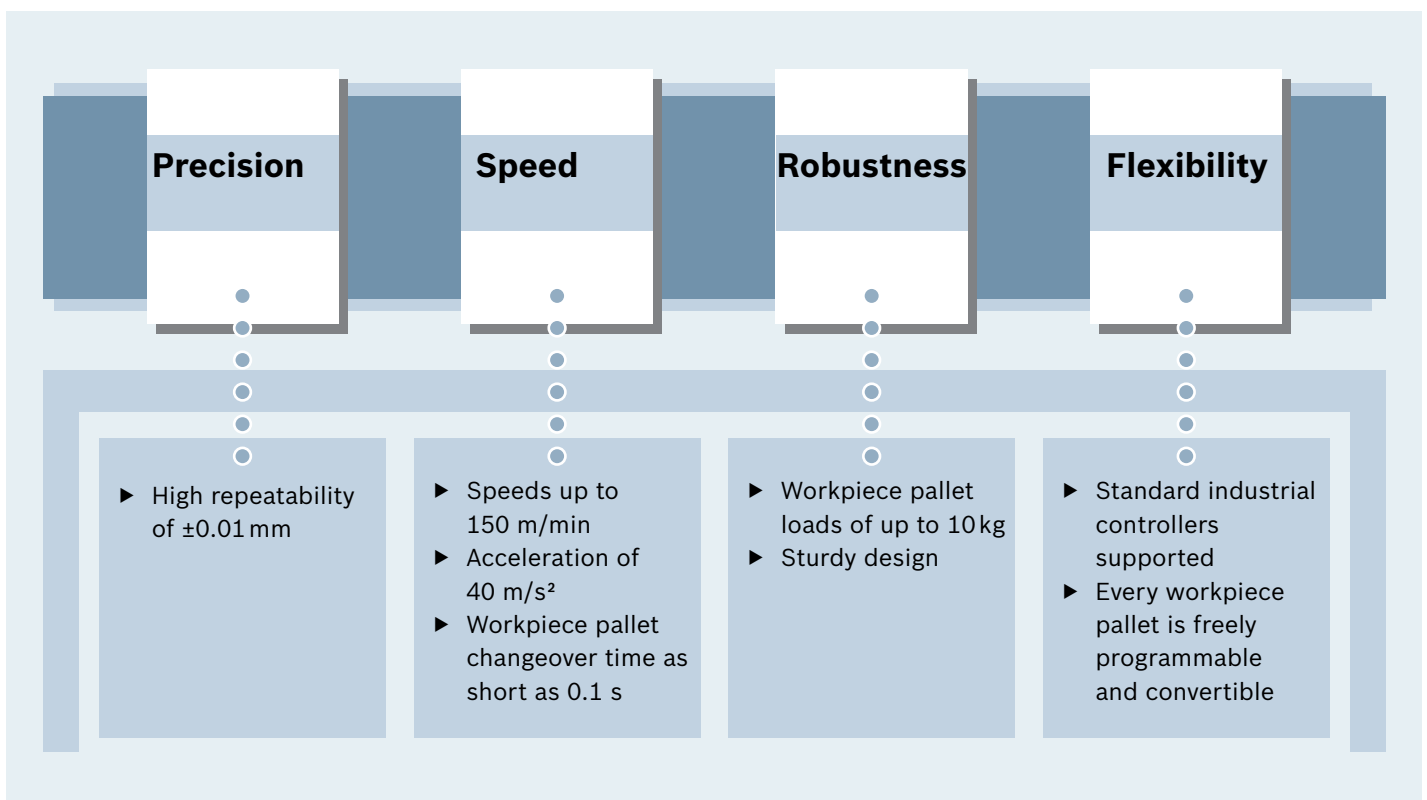 Precision
Speed
Robustness
Flexibility
▶ High repeatability
of ±0.01 mm
▶ Speeds up to
150 m/min
▶ Acceleration of
40 m/s²
▶ Workpiece pallet
changeover time as
short as 0.1 s
▶ Workpiece pallet
loads of up to 10 kg
▶ Sturdy design
▶ Standard industrial
controllers
supported
▶ Every workpiece
pallet is freely
programmable
and convertible